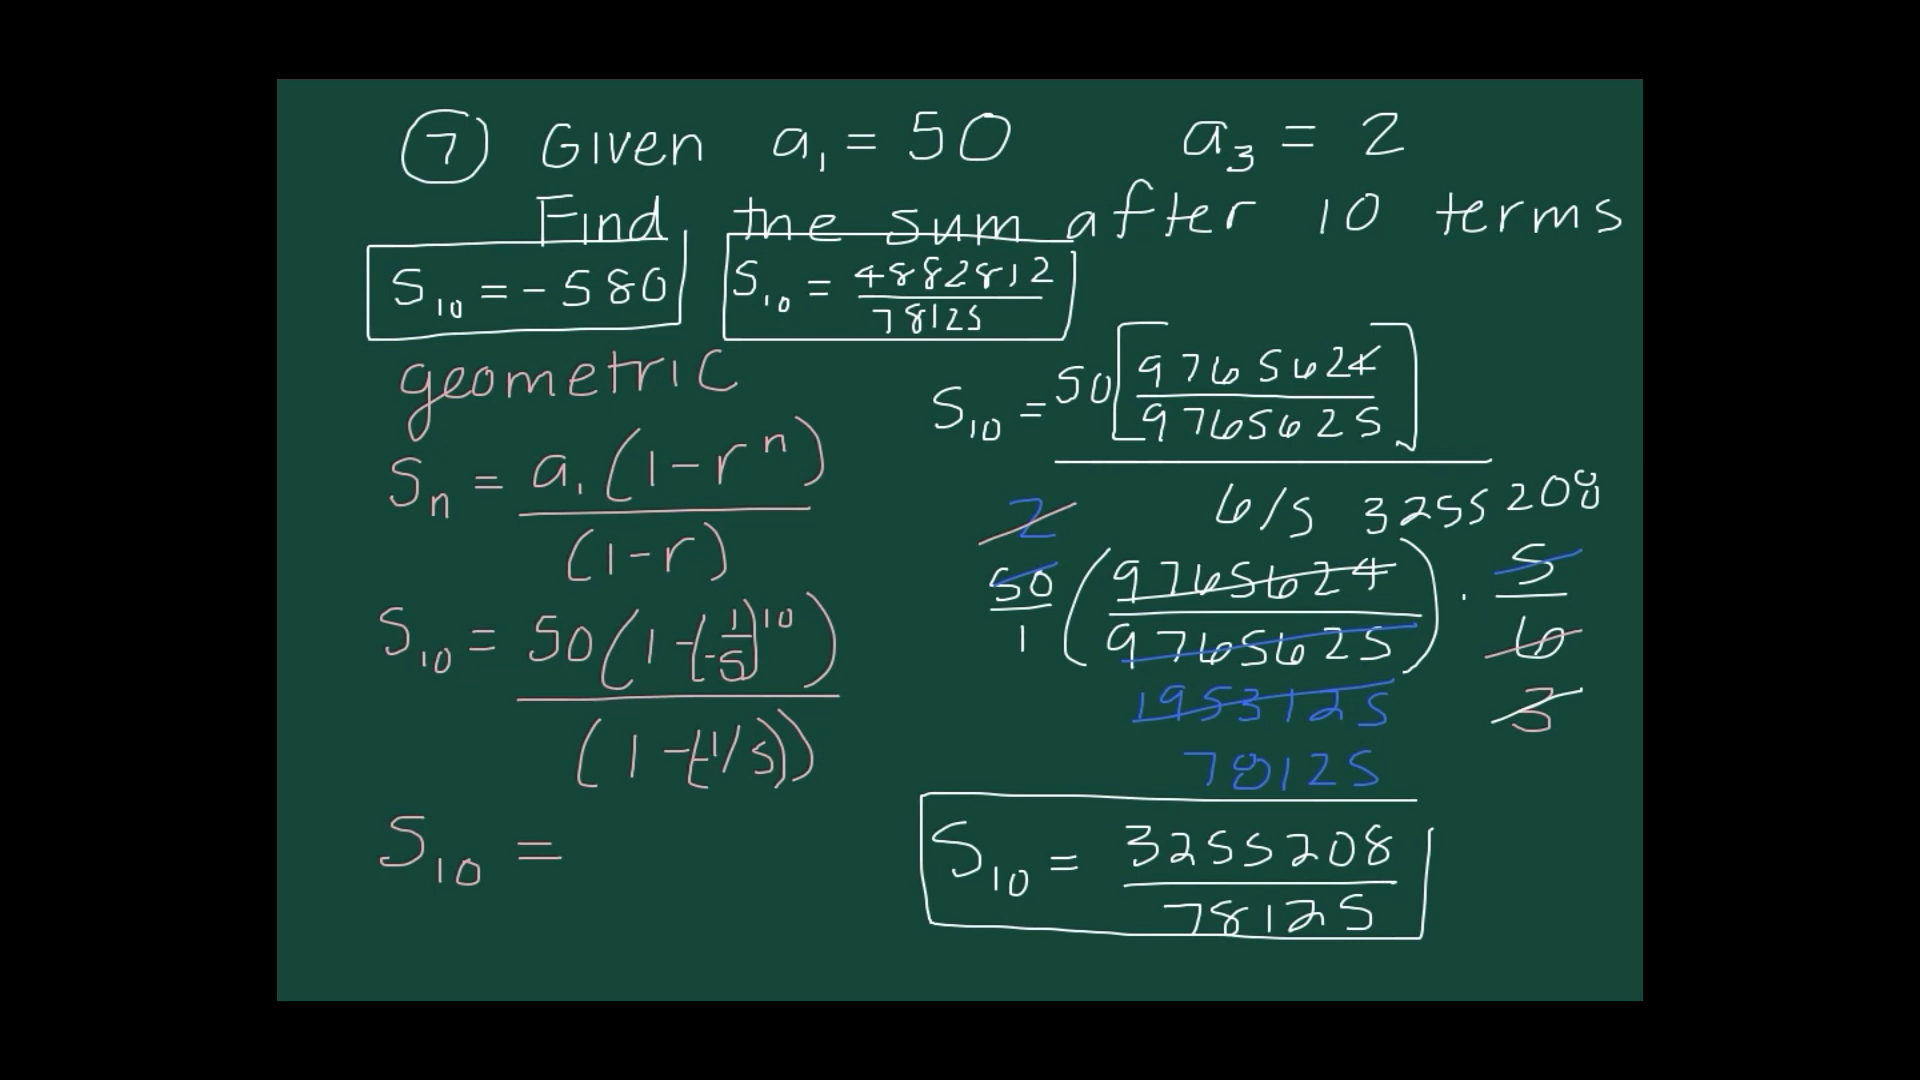 7 Given a₁ = 50 a₃ = 2
Find the sum after 10 terms
S₁₀ = -580 S₁₀ = 4882812/78125
geometric
Sₙ = a₁(1-rⁿ)/(1-r)
S₁₀ = 50(1-(1/-5)¹⁰)/(1-(-1/5))
S₁₀ =
S₁₀ = 50[9765624/9765625]
6/5 3255208
2
50/1 (9765624/9765625) · 5/6
1953125 3
78125
S₁₀ = 3255208/78125